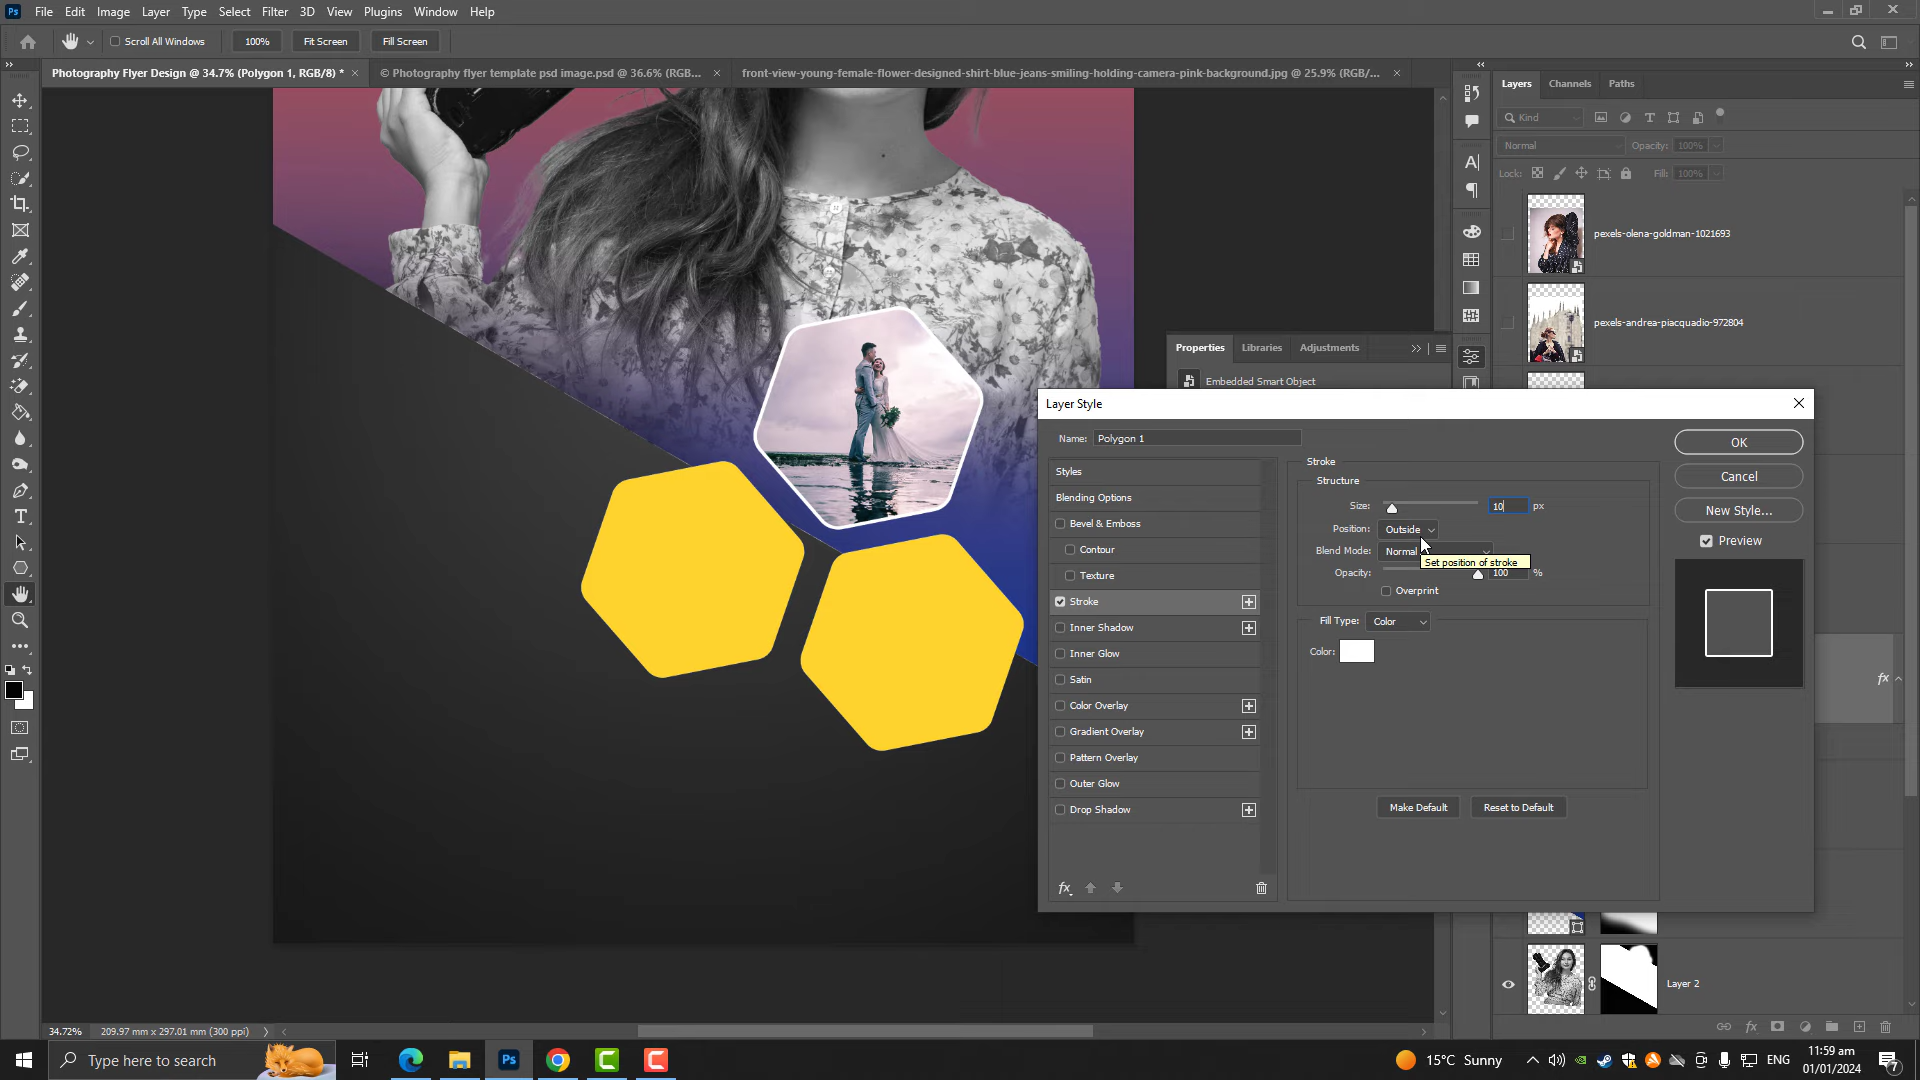 Ps File Edit Image Layer Type Select Filter 3D View Plugins Window Help
Scroll All Windows 100% Fit Screen Fill Screen
Photography Flyer Design @ 34.7% (Polygon 1, RGB/8) * × © Photography flyer template psd image.psd @ 36.6% (RGB... × front-view-young-female-flower-designed-shirt-blue-jeans-smiling-holding-camera-pink-background.jpg @ 25.9% (RGB/... ×
Layers Channels Paths
Kind
Normal Opacity: 100%
Lock: Fill: 100%
pexels-olena-goldman-1021693
pexels-andrea-piacquadio-972804
Properties Libraries Adjustments
Embedded Smart Object
Layer Style
Name: Polygon 1
Styles
Blending Options
Bevel & Emboss
Contour
Texture
Stroke
Inner Shadow
Inner Glow
Satin
Color Overlay
Gradient Overlay
Pattern Overlay
Outer Glow
Drop Shadow
fx
Stroke
Structure
Size: 10 px
Position: Outside
Blend Mode: Normal
Set position of stroke
Opacity: 100 %
Overprint
Fill Type: Color
Color:
Make Default Reset to Default
OK
Cancel
New Style...
Preview
fx
Layer 2
fx
34.72% 209.97 mm x 297.01 mm (300 ppi)
Type here to search
Ps
15°C Sunny
ENG
11:59 am
01/01/2024
7